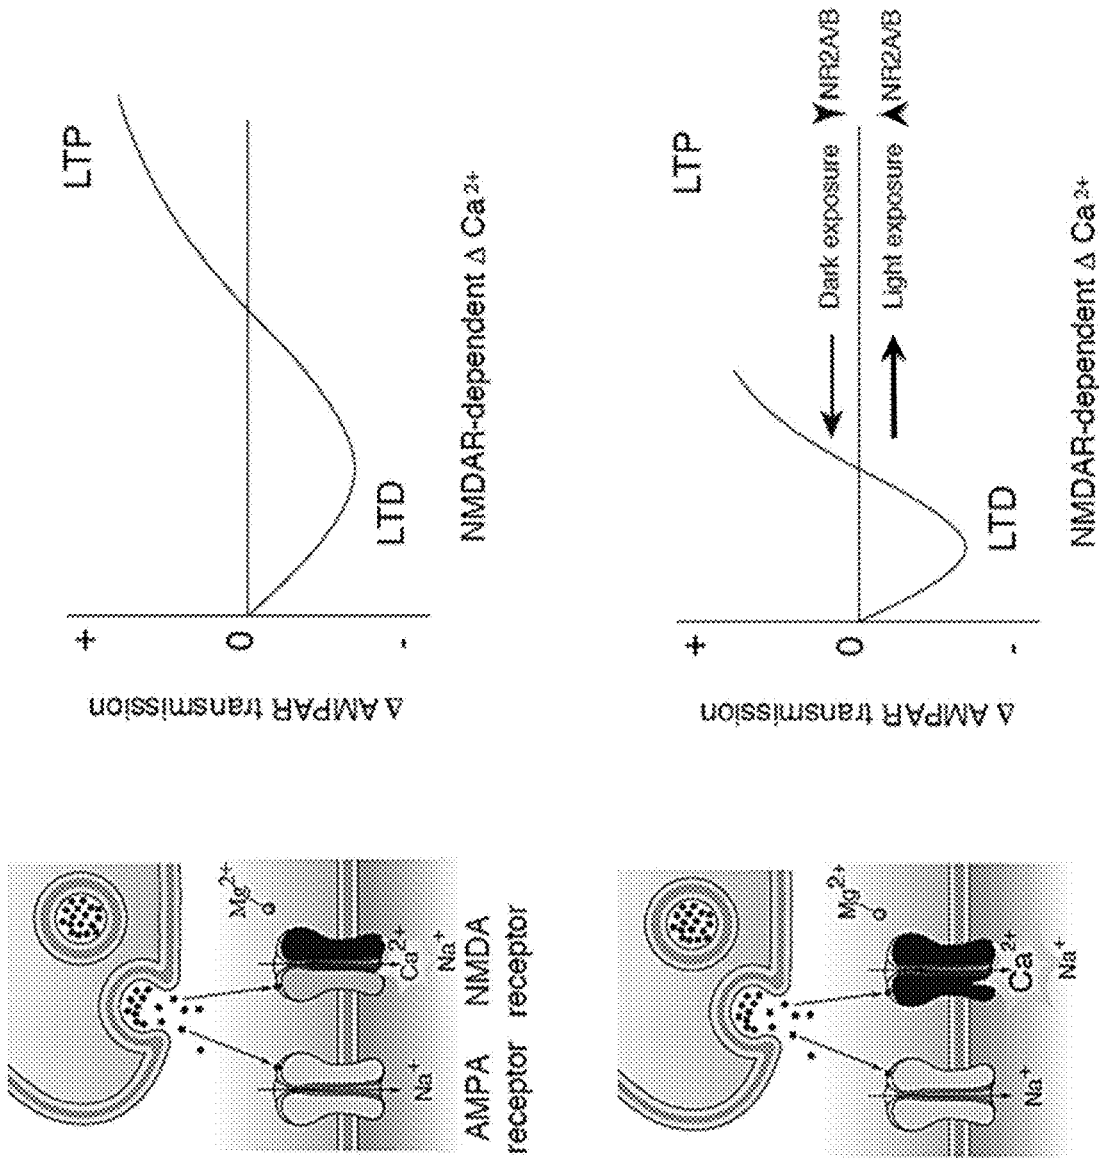 Mg2+
Ca2+
Na+
Na+
AMPA
receptor
NMDA
receptor
Δ AMPAR transmission
+
0
-
LTP
LTD
NMDAR-dependent Δ Ca2+
Mg2+
Ca2+
Na+
Na+
Δ AMPAR transmission
+
0
-
LTP
LTD
Dark exposure
NR2A/B
Light exposure
NR2A/B
NMDAR-dependent Δ Ca2+